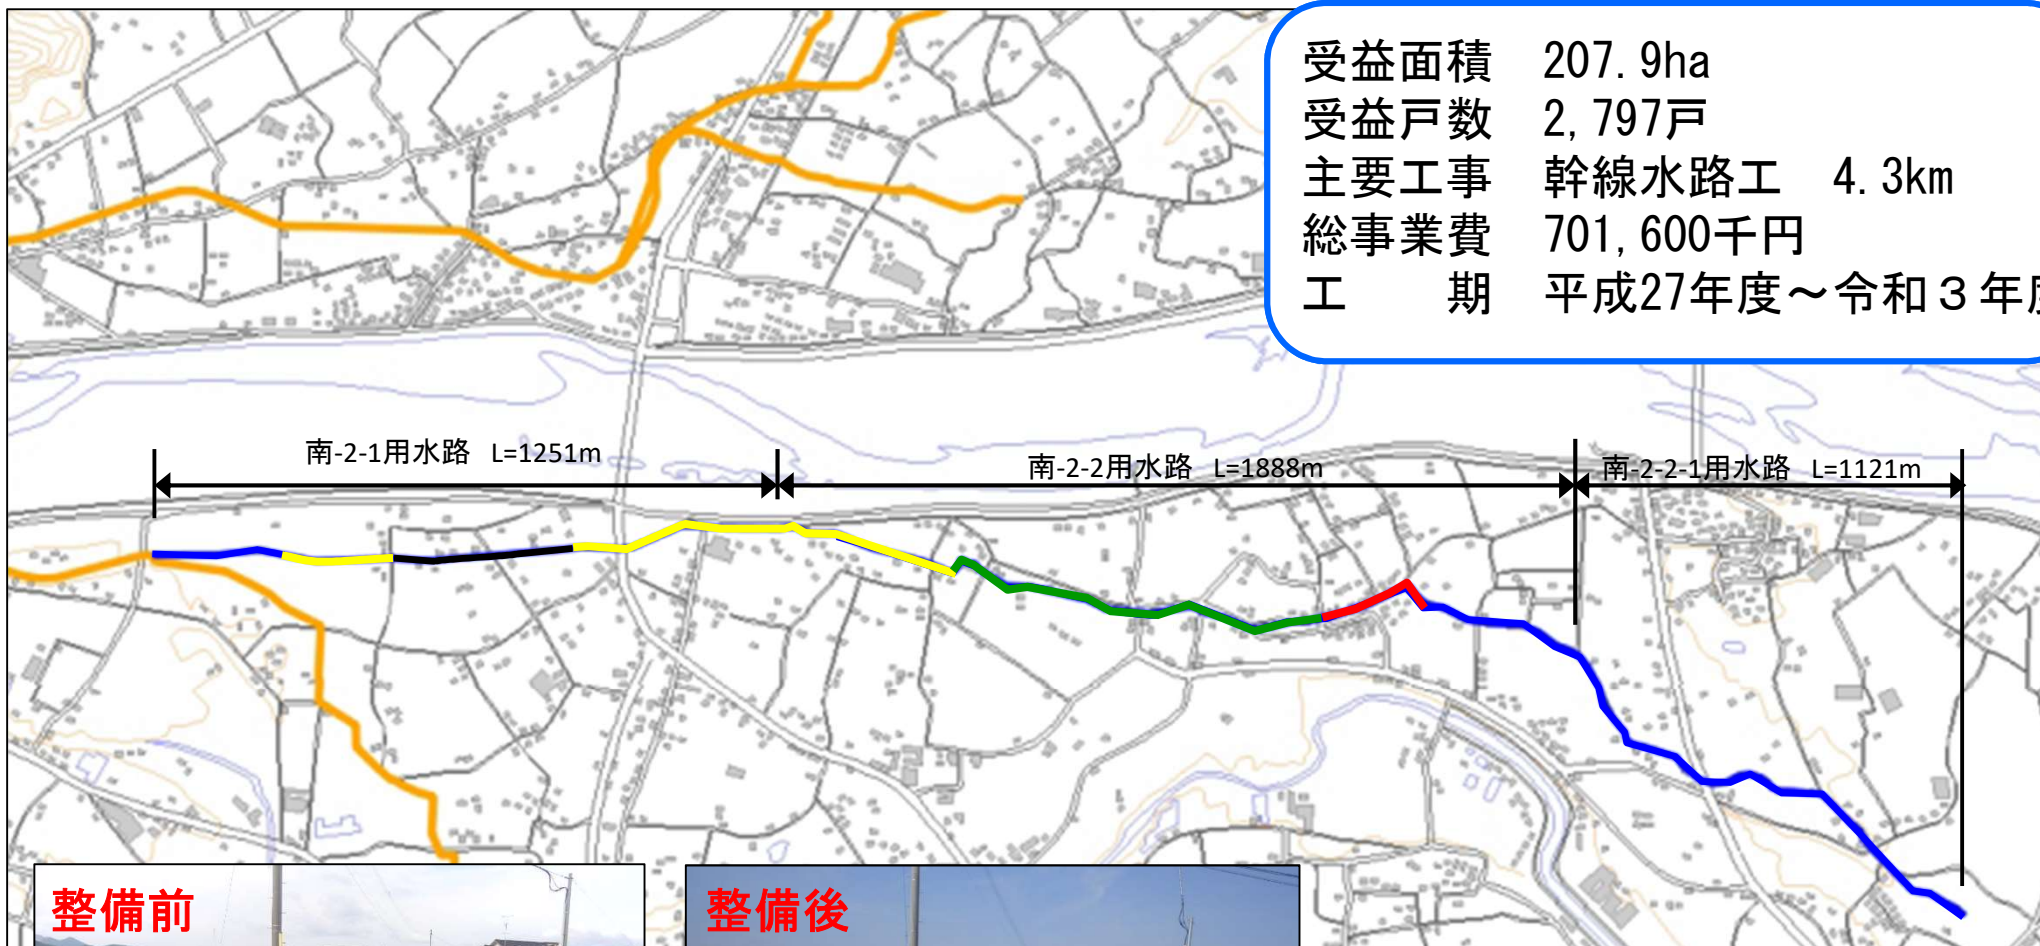 受益面積　207.9ha
受益戸数　2,797戸
主要工事　幹線水路工　4.3km
総事業費　701,600千円
工　　期　平成27年度～令和３年度
南-2-1用水路　L=1251m
南-2-2用水路　L=1888m
南-2-2-1用水路　L=1121m
整備前
整備後